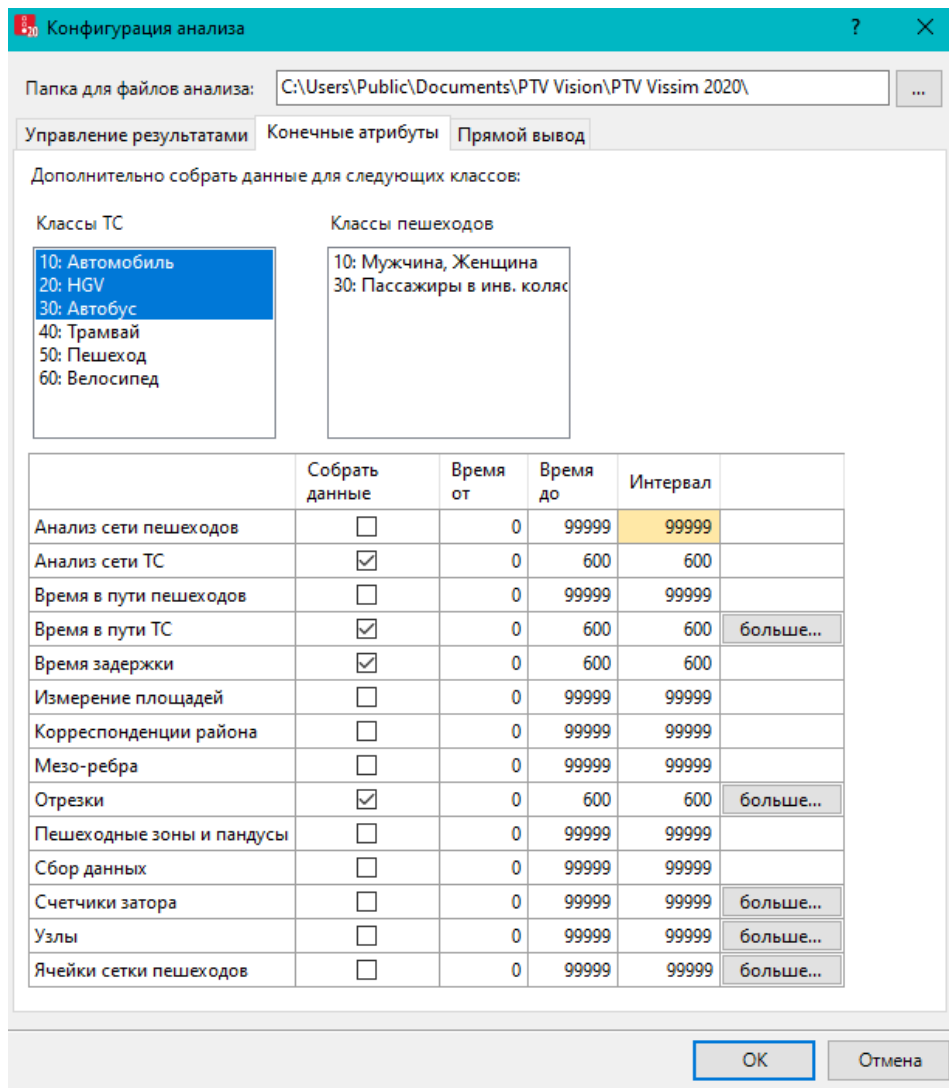 20 Конфигурация анализа ? ×
Папка для файлов анализа: C:\Users\Public\Documents\PTV Vision\PTV Vissim 2020\ ...
Управление результатами Конечные атрибуты Прямой вывод
Дополнительно собрать данные для следующих классов:
Классы ТС Классы пешеходов
10: Автомобиль 10: Мужчина, Женщина
20: HGV 30: Пассажиры в инв. коляс
30: Автобус
40: Трамвай
50: Пешеход
60: Велосипед
Собрать Время Время Интервал
данные от до
Анализ сети пешеходов 0 99999 99999
Анализ сети ТС 0 600 600
Время в пути пешеходов 0 99999 99999
Время в пути ТС 0 600 600 больше...
Время задержки 0 600 600
Измерение площадей 0 99999 99999
Корреспонденции района 0 99999 99999
Мезо-ребра 0 99999 99999
Отрезки 0 600 600 больше...
Пешеходные зоны и пандусы 0 99999 99999
Сбор данных 0 99999 99999
Счетчики затора 0 99999 99999 больше...
Узлы 0 99999 99999 больше...
Ячейки сетки пешеходов 0 99999 99999 больше...
OK Отмена